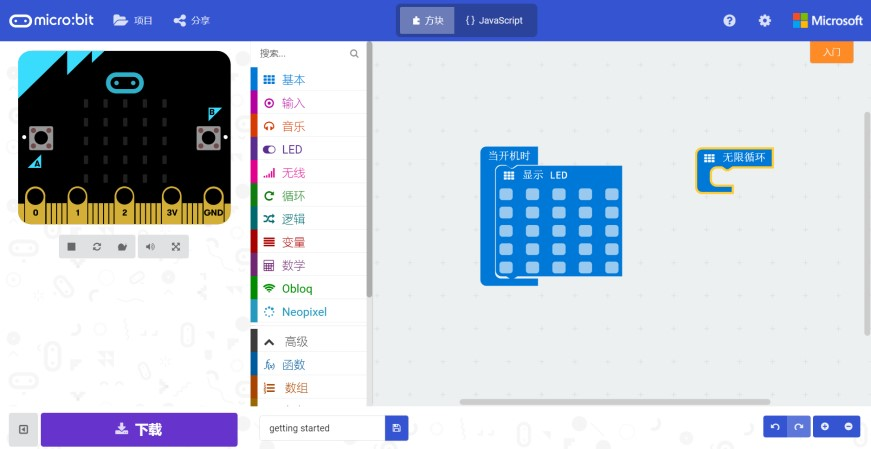 micro:bit 项目 分享 方块 { } JavaScript Microsoft
入门
搜索...
基本
输入
音乐
LED
无线
循环
逻辑
变量
数学
Obloq
Neopixel
高级
f(x) 函数
数组
B
A
0 1 2 3V GND
当开机时
显示 LED
无限循环
下载
getting started